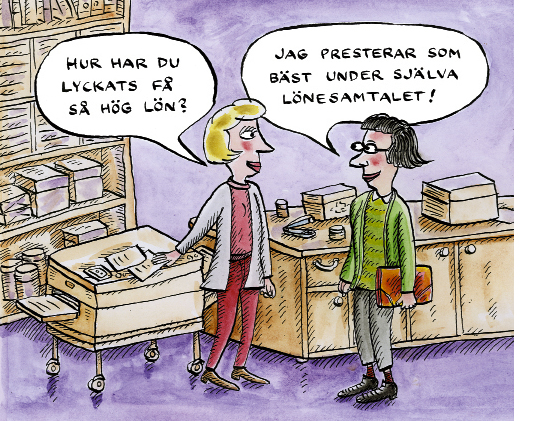 HUR HAR DU
LYCKATS FÅ
SÅ HÖG LÖN?
JAG PRESTERAR SOM
BÄST UNDER SJÄLVA
LÖNESAMTALET!